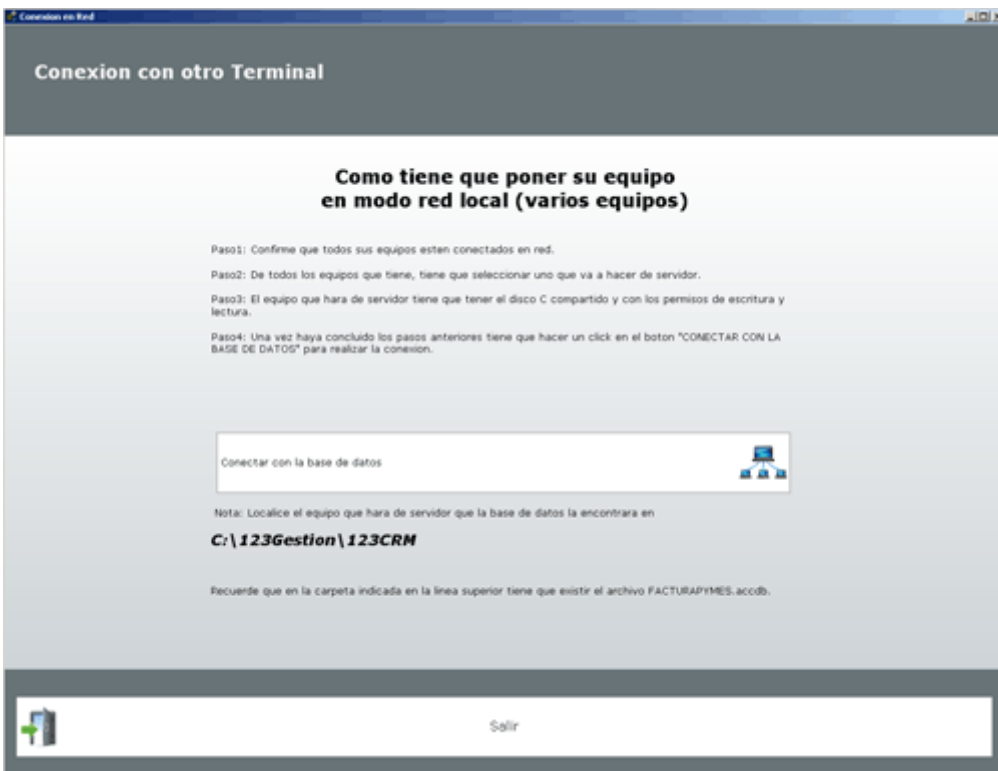 Conexion en Red
Conexion con otro Terminal
Como tiene que poner su equipo
en modo red local (varios equipos)
Paso1: Confirme que todos sus equipos esten conectados en red.
Paso2: De todos los equipos que tiene, tiene que seleccionar uno que va a hacer de servidor.
Paso3: El equipo que hara de servidor tiene que tener el disco C compartido y con los permisos de escritura y
lectura.
Paso4: Una vez haya concluido los pasos anteriores tiene que hacer un click en el boton "CONECTAR CON LA
BASE DE DATOS" para realizar la conexion.
Conectar con la base de datos
Nota: Localice el equipo que hara de servidor que la base de datos la encontrara en
C:\123Gestion\123CRM
Recuerde que en la carpeta indicada en la linea superior tiene que existir el archivo FACTURAPYMES.accdb.
Salir